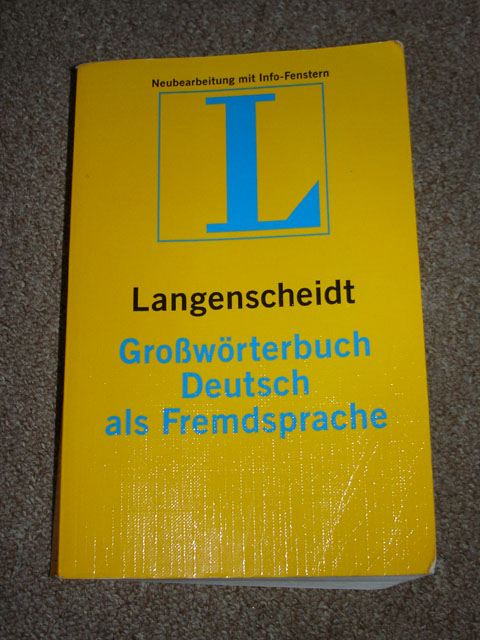 Neubearbeitung mit Info-Fenstern
L
Langenscheidt
Großwörterbuch
Deutsch
als Fremdsprache